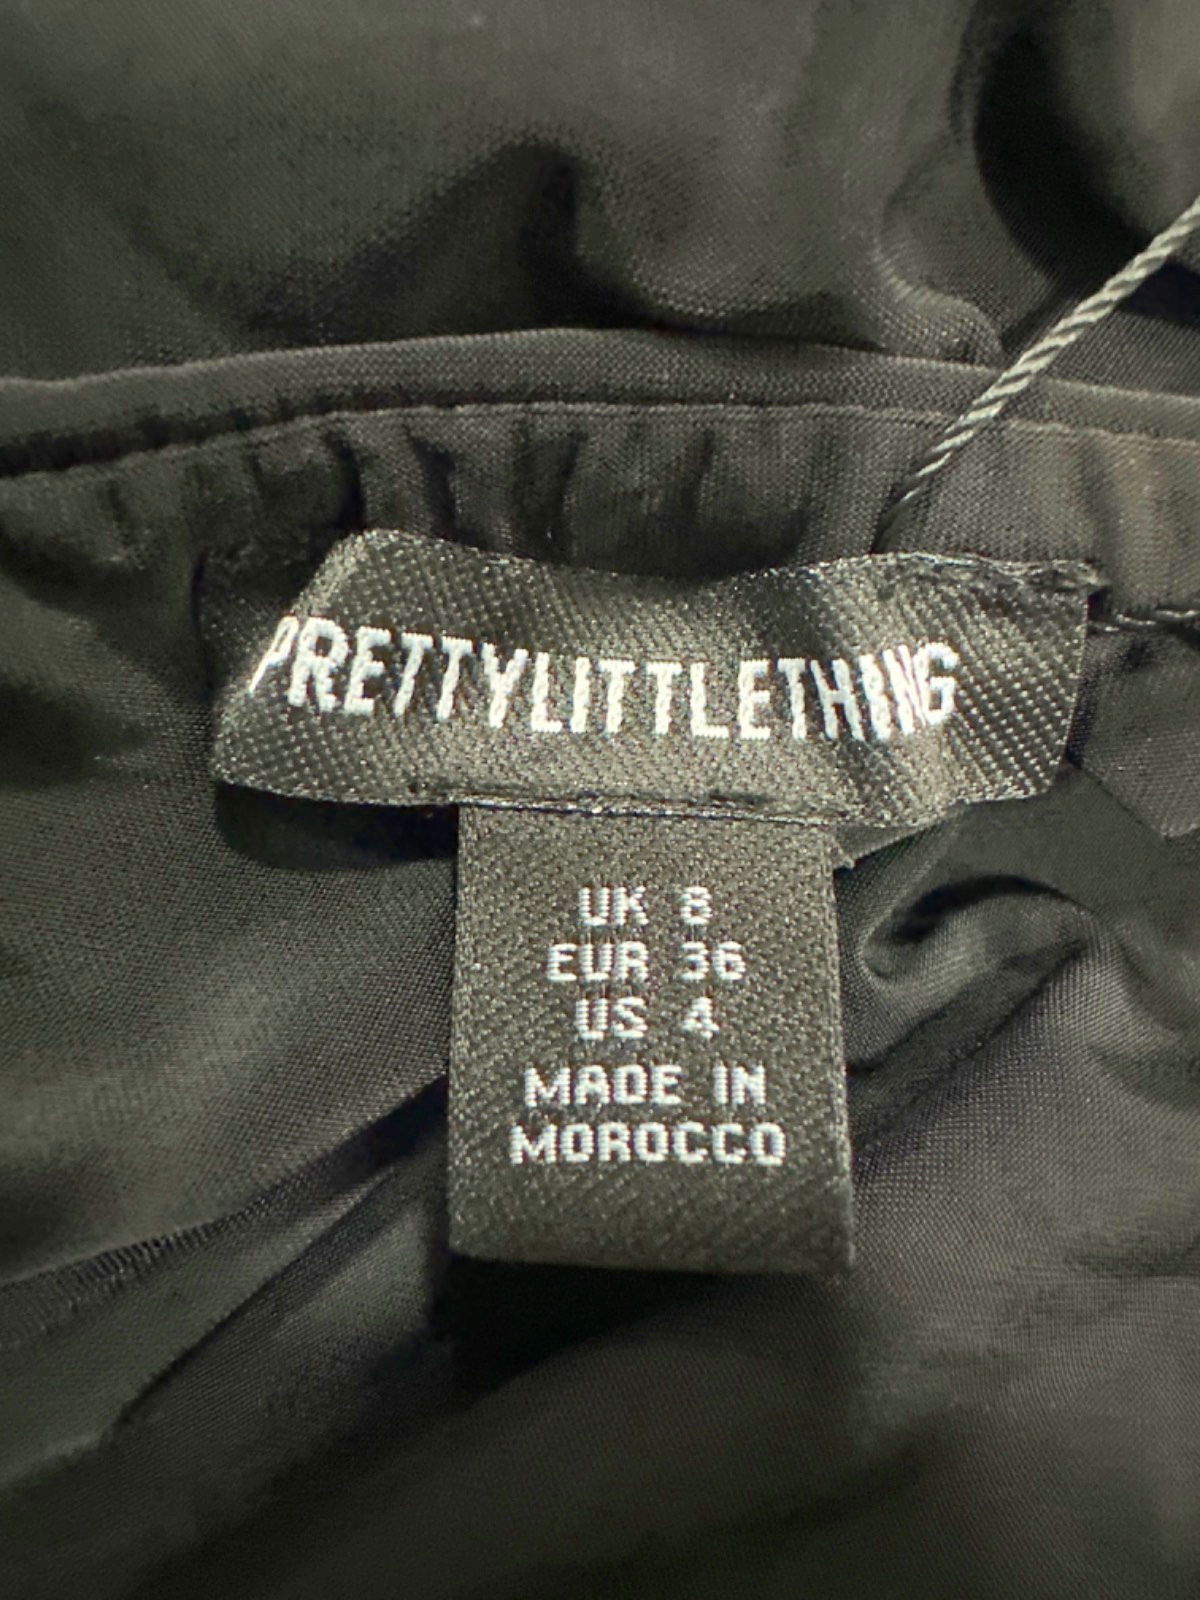 PRETTYLITTLETHING
UK 8
EUR 36
US 4
MADE IN
MOROCCO